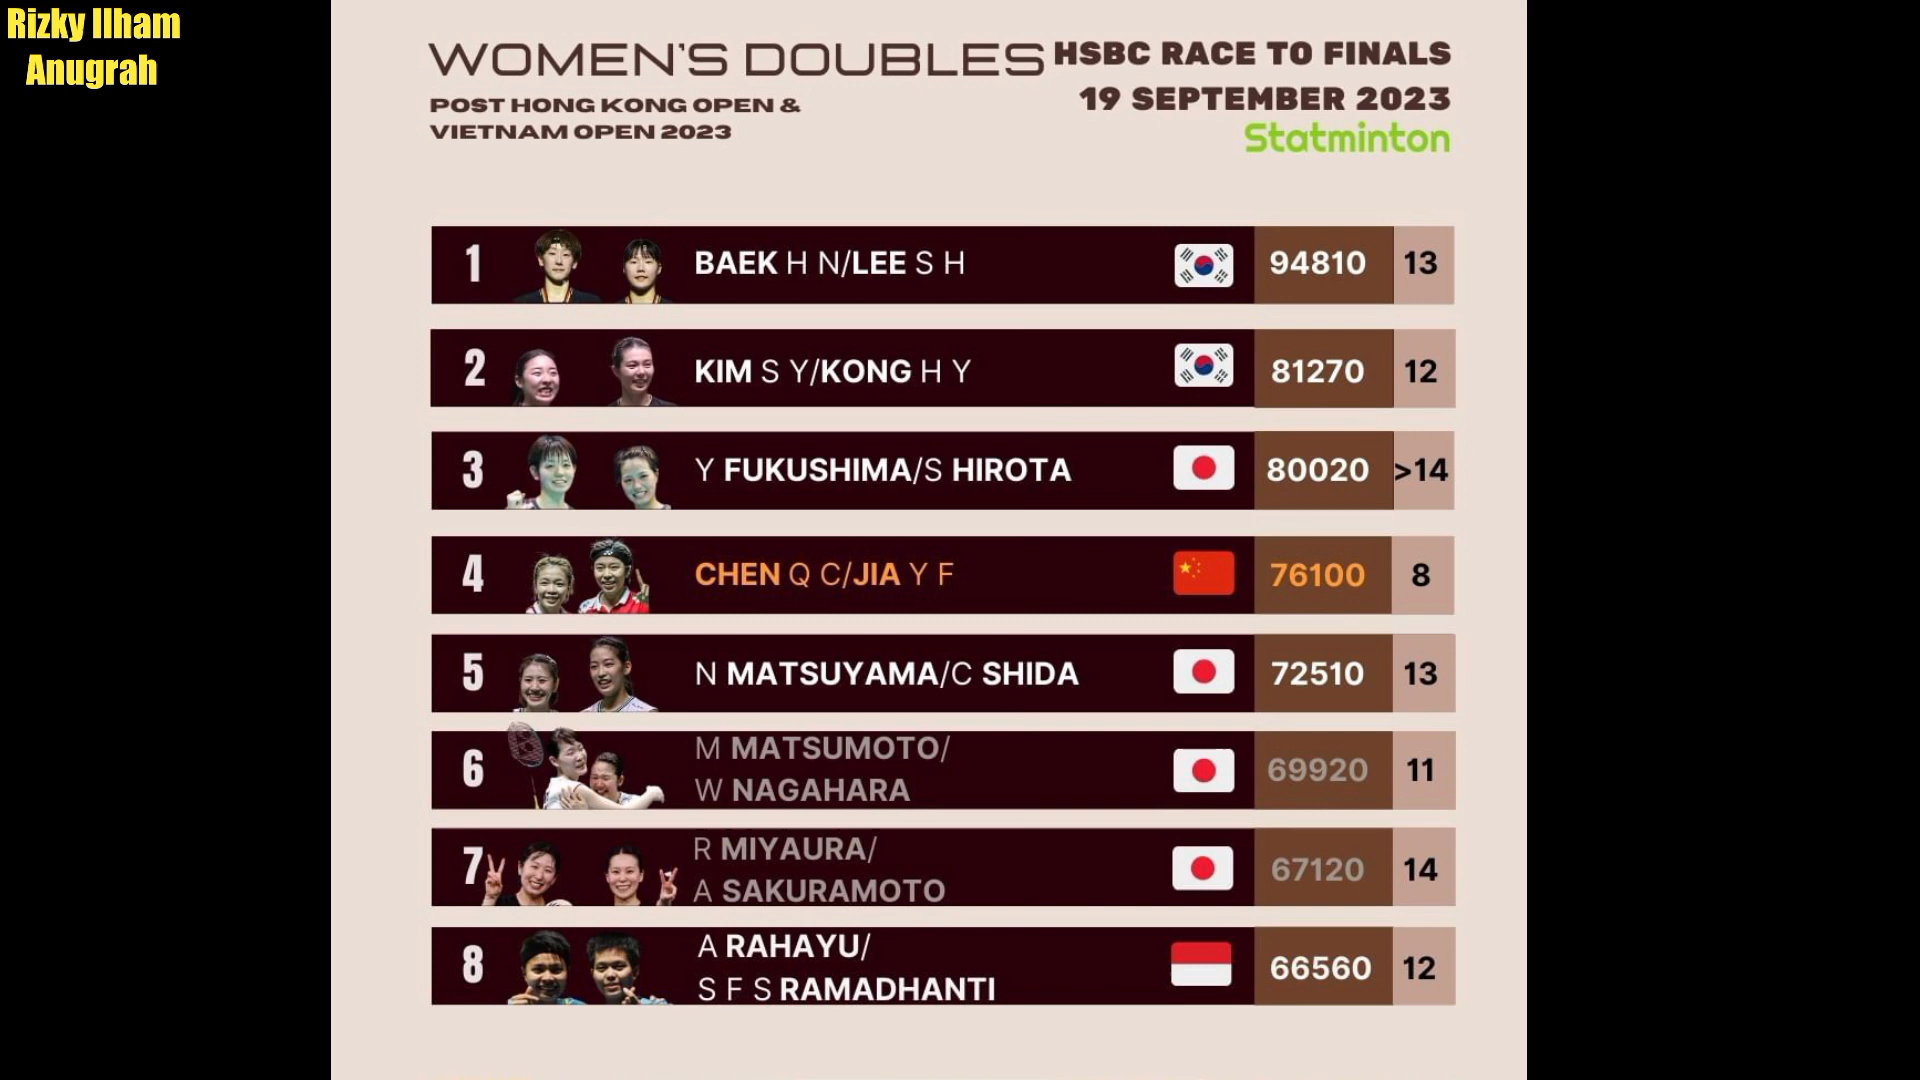 Rizky Ilham
Anugrah
WOMEN'S DOUBLES
POST HONG KONG OPEN &
VIETNAM OPEN 2023
HSBC RACE TO FINALS
19 SEPTEMBER 2023
Statminton
1 BAEK H N/LEE S H 94810 13
2 KIM S Y/KONG H Y 81270 12
3 Y FUKUSHIMA/S HIROTA 80020 >14
4 CHEN Q C/JIA Y F 76100 8
5 N MATSUYAMA/C SHIDA 72510 13
6 M MATSUMOTO/
W NAGAHARA 69920 11
7 R MIYAURA/
A SAKURAMOTO 67120 14
8 A RAHAYU/
S F S RAMADHANTI 66560 12